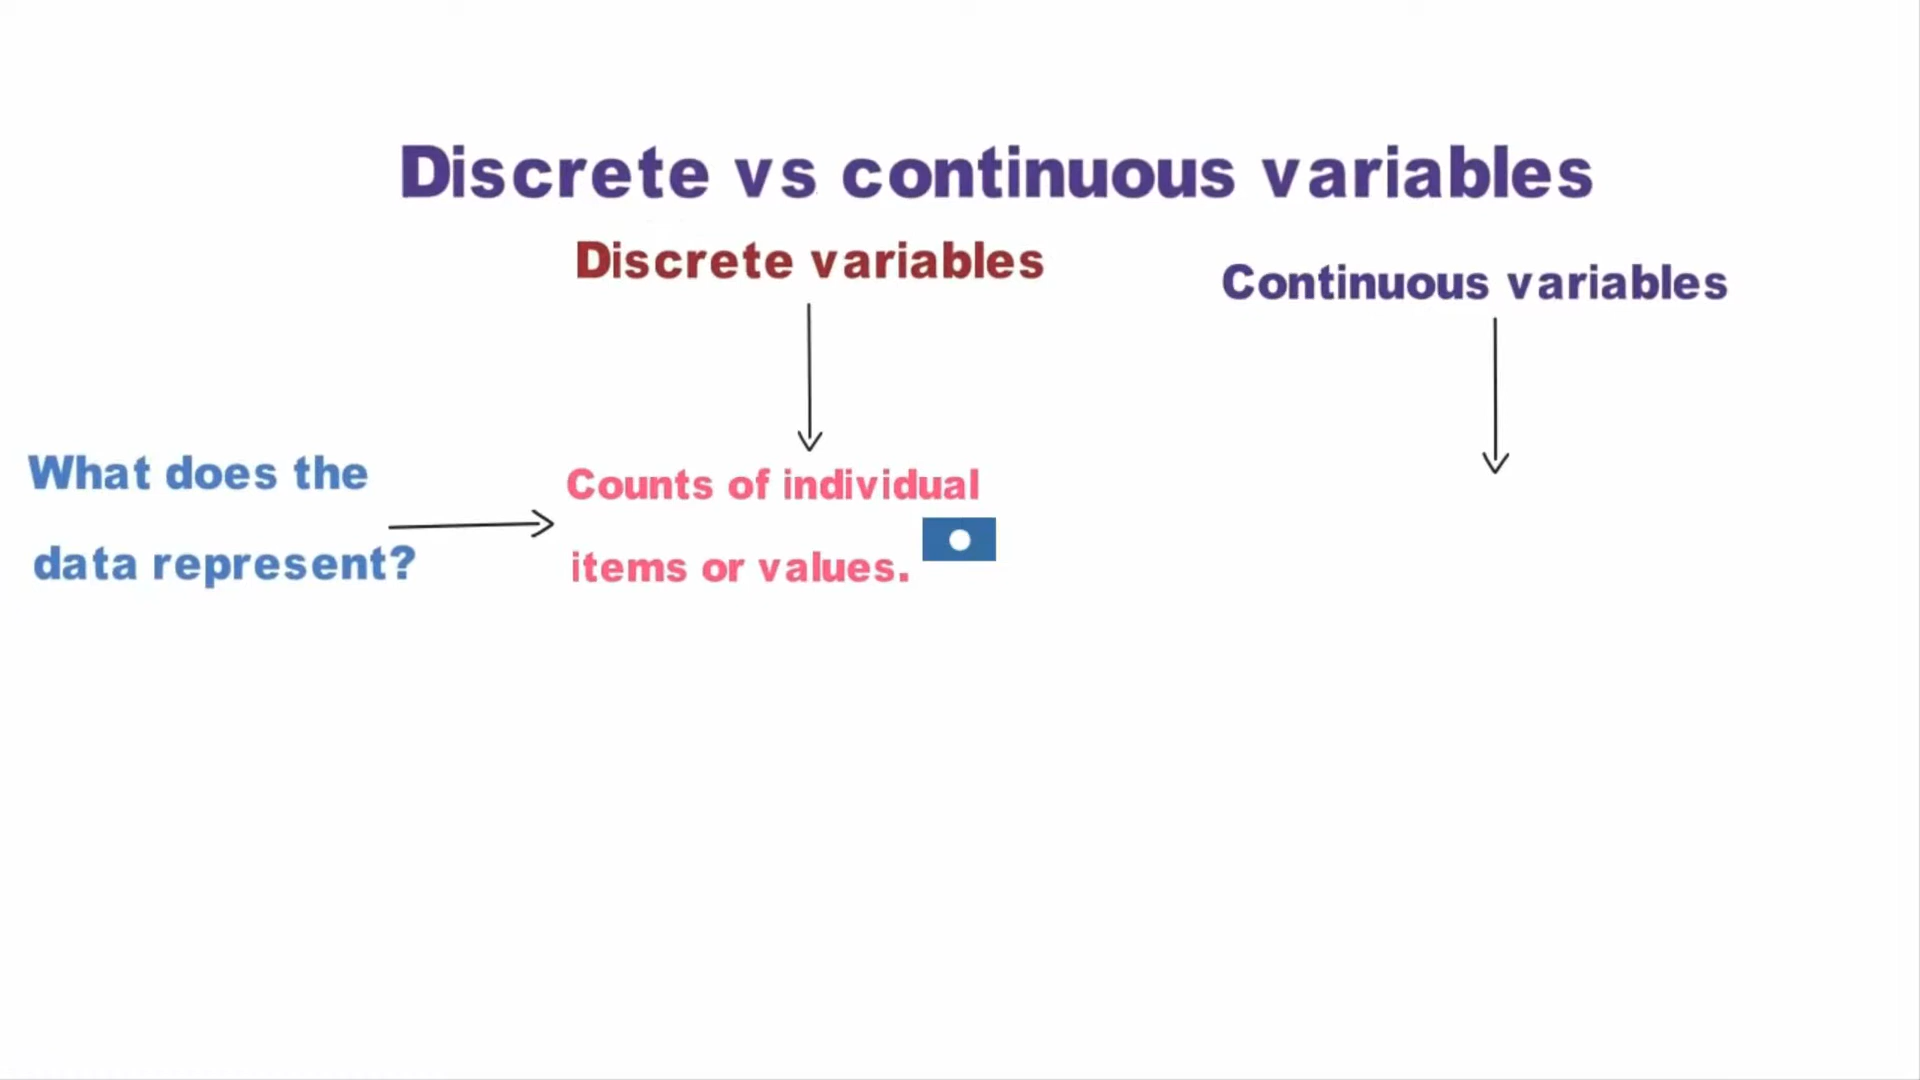 Discrete vs continuous variables
Discrete variables
Continuous variables
What does the
data represent?
Counts of individual
items or values.